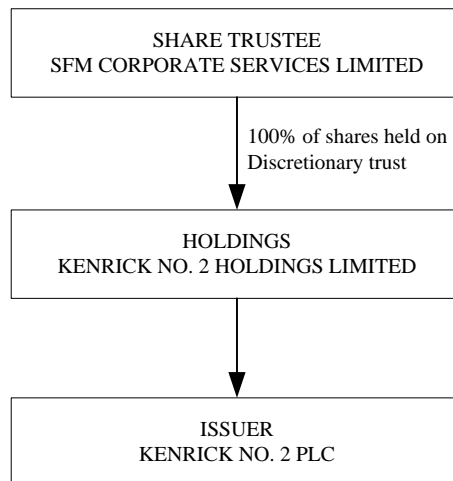 SHARE TRUSTEE
SFM CORPORATE SERVICES LIMITED
100% of shares held on
Discretionary trust
HOLDINGS
KENRICK NO. 2 HOLDINGS LIMITED
ISSUER
KENRICK NO. 2 PLC